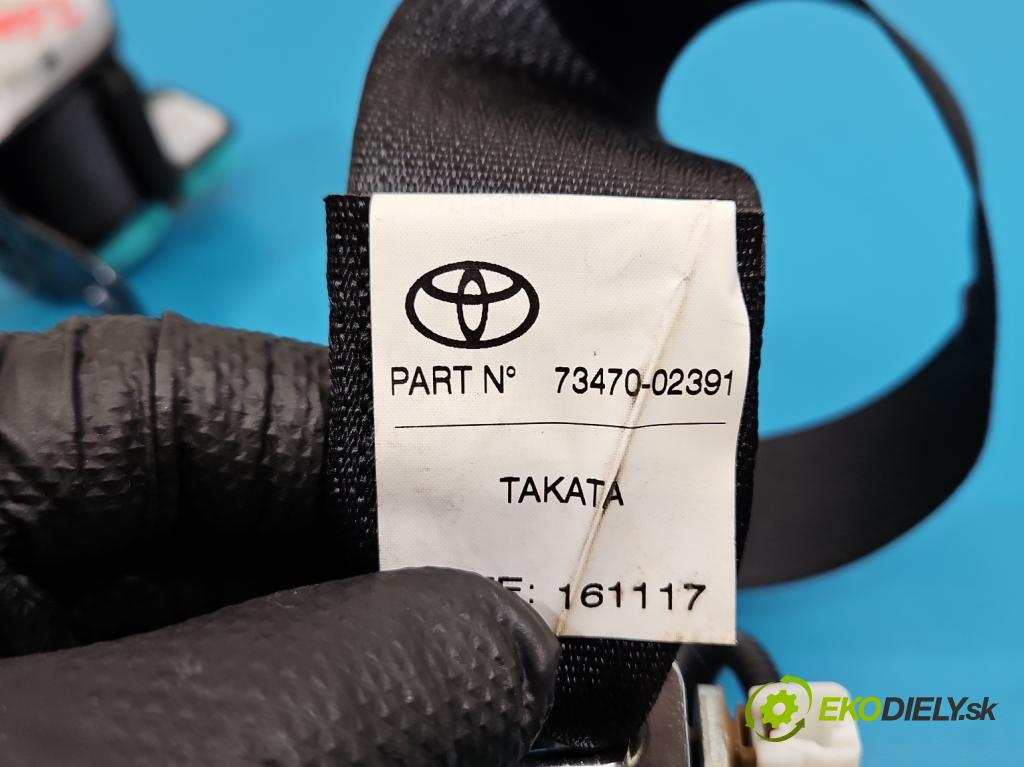 PART N° 73470-02391
TAKATA
161117
EKODIELY.sk